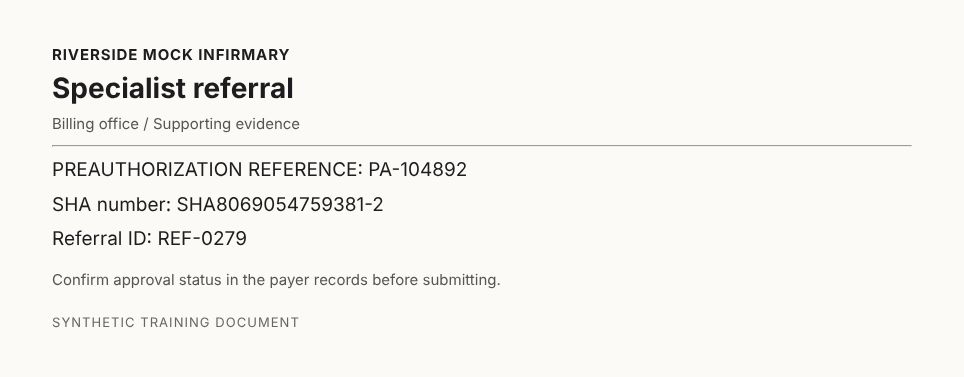 RIVERSIDE MOCK INFIRMARY
Specialist referral
Billing office / Supporting evidence
PREAUTHORIZATION REFERENCE: PA-104892
SHA number: SHA8069054759381-2
Referral ID: REF-0279
Confirm approval status in the payer records before submitting.
SYNTHETIC TRAINING DOCUMENT